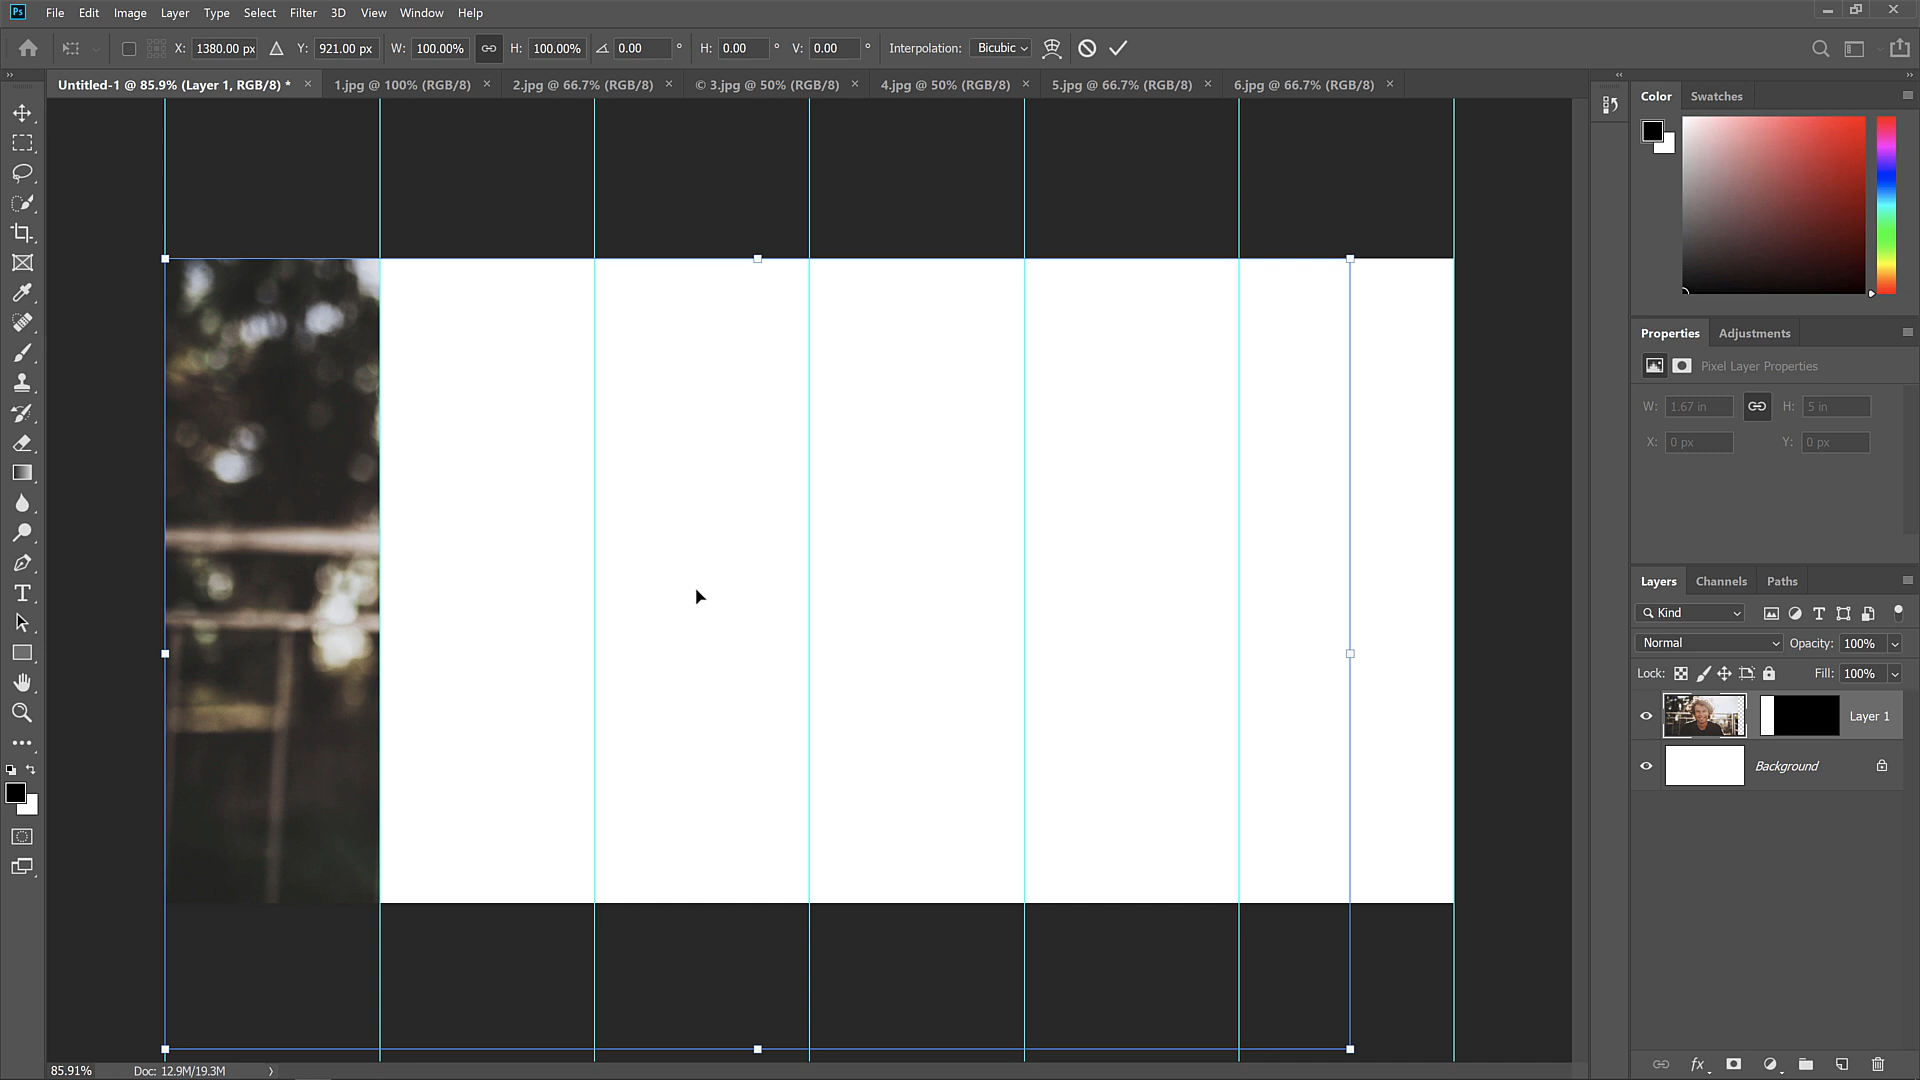 Ps File Edit Image Layer Type Select Filter 3D View Window Help
X: 1380.00 px Y: 921.00 px W: 100.00% H: 100.00% 0.00 ° H: 0.00 ° V: 0.00 ° Interpolation: Bicubic
Untitled-1 @ 85.9% (Layer 1, RGB/8) * × 1.jpg @ 100% (RGB/8) × 2.jpg @ 66.7% (RGB/8) × © 3.jpg @ 50% (RGB/8) × 4.jpg @ 50% (RGB/8) × 5.jpg @ 66.7% (RGB/8) × 6.jpg @ 66.7% (RGB/8) ×
Color Swatches
Properties Adjustments
Pixel Layer Properties
W: 1.67 in H: 5 in
X: 0 px Y: 0 px
Layers Channels Paths
Kind
Normal Opacity: 100%
Lock: Fill: 100%
Layer 1
Background
fx
85.91% Doc: 12.9M/19.3M